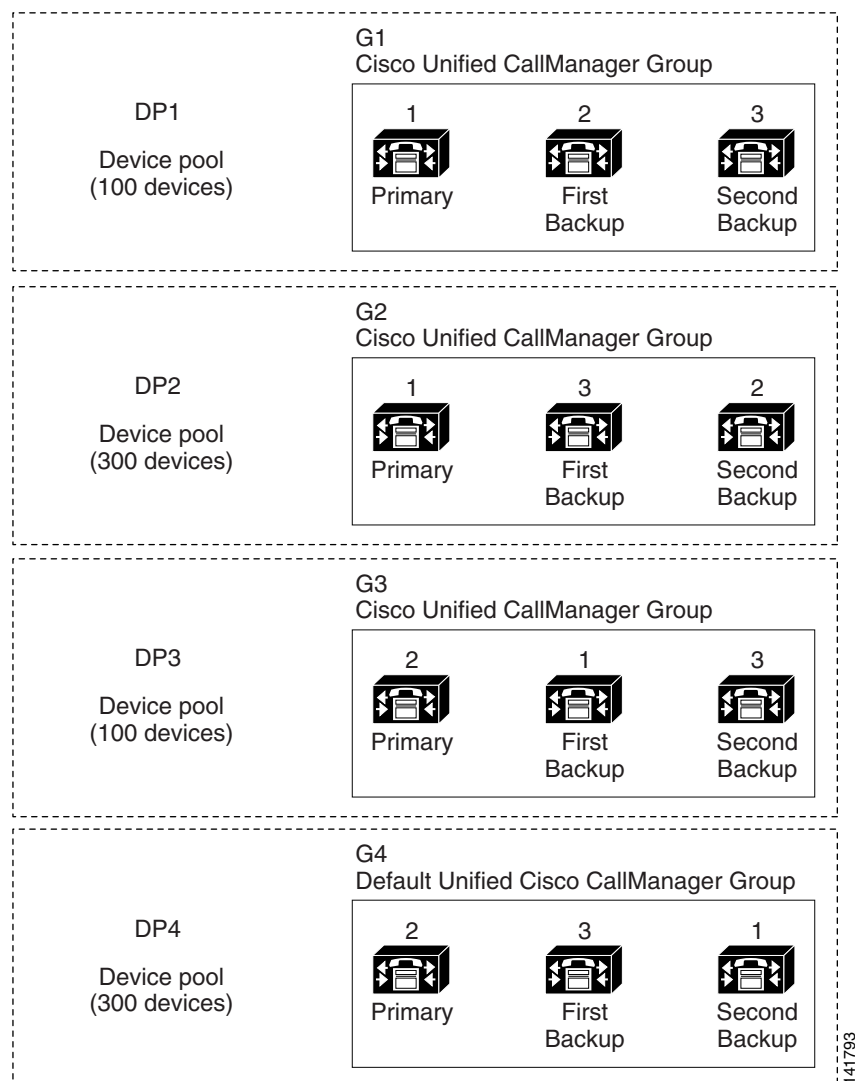 G1
Cisco Unified CallManager Group
DP1
Device pool
(100 devices)
1 2 3
Primary First Second
Backup Backup
G2
Cisco Unified CallManager Group
DP2
Device pool
(300 devices)
1 3 2
Primary First Second
Backup Backup
G3
Cisco Unified CallManager Group
DP3
Device pool
(100 devices)
2 1 3
Primary First Second
Backup Backup
G4
Default Unified Cisco CallManager Group
DP4
Device pool
(300 devices)
2 3 1
Primary First Second
Backup Backup
141793